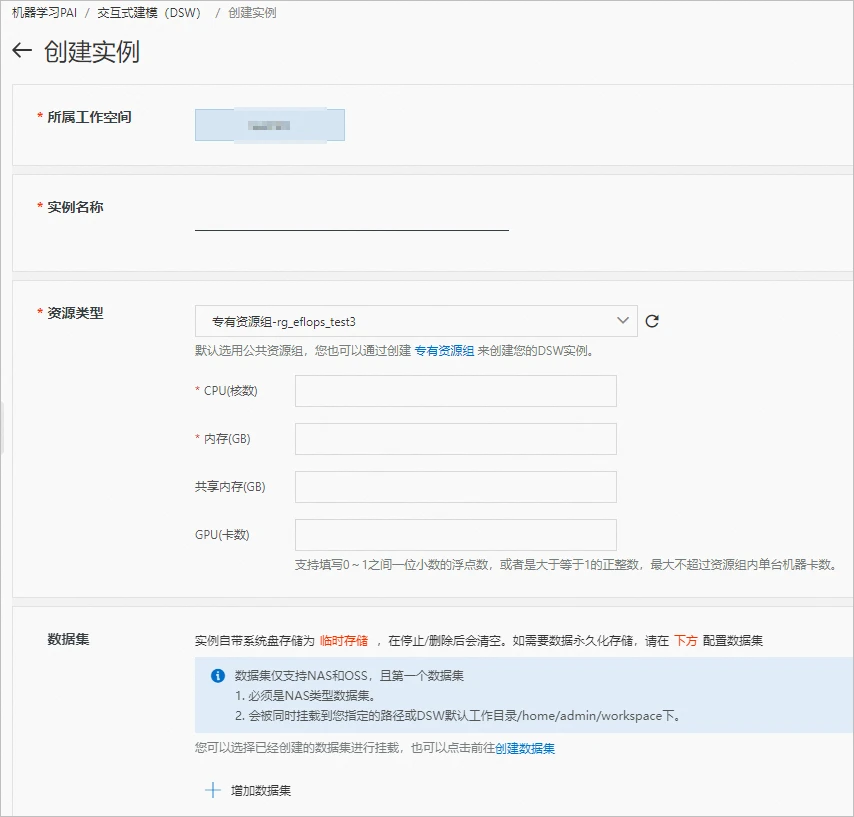 机器学习PAI / 交互式建模（DSW） / 创建实例
← 创建实例
* 所属工作空间
* 实例名称
* 资源类型
专有资源组-rg_eflops_test3
默认选用公共资源组，您也可以通过创建 专有资源组 来创建您的DSW实例。
* CPU(核数)
* 内存(GB)
共享内存(GB)
GPU(卡数)
支持填写0～1之间一位小数的浮点数，或者是大于等于1的正整数，最大不超过资源组内单台机器卡数。
数据集
实例自带系统盘存储为 临时存储 ，在停止/删除后会清空。如需要数据永久化存储，请在 下方 配置数据集
数据集仅支持NAS和OSS，且第一个数据集
1. 必须是NAS类型数据集。
2. 会被同时挂载到您指定的路径或DSW默认工作目录/home/admin/workspace下。
您可以选择已经创建的数据集进行挂载，也可以点击前往创建数据集
增加数据集